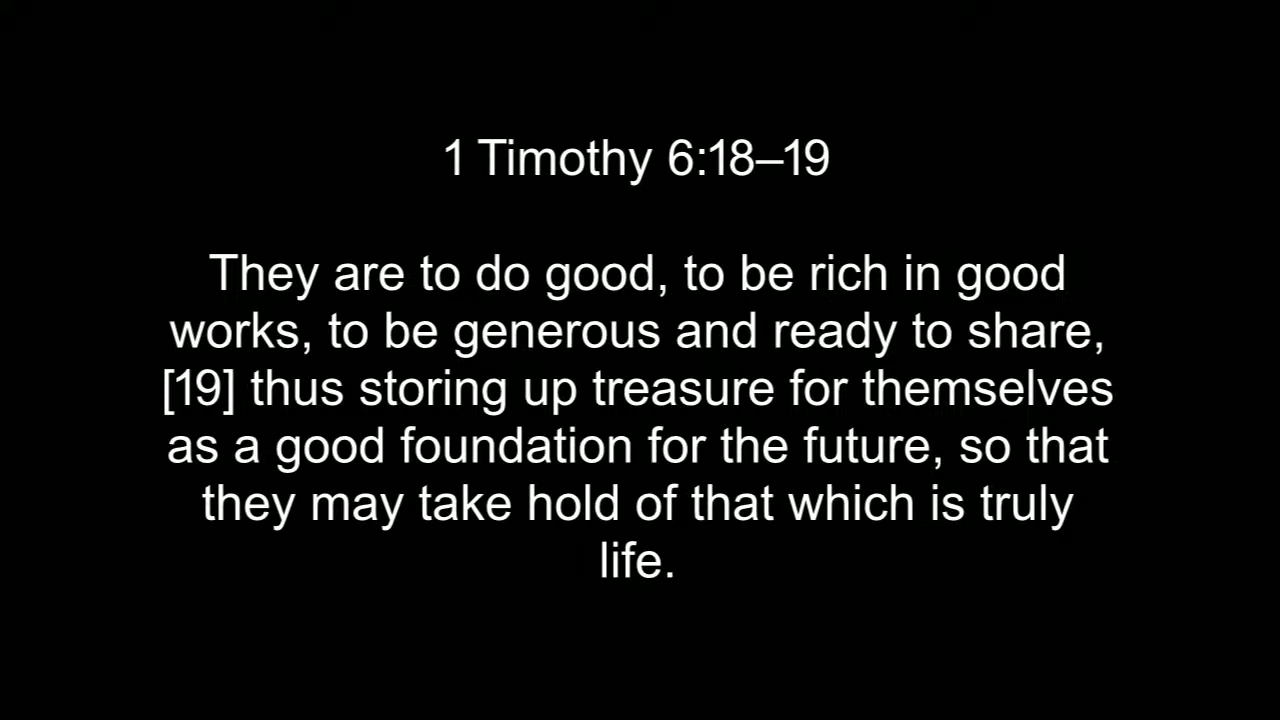 1 Timothy 6:18–19
They are to do good, to be rich in good
works, to be generous and ready to share,
[19] thus storing up treasure for themselves
as a good foundation for the future, so that
they may take hold of that which is truly
life.